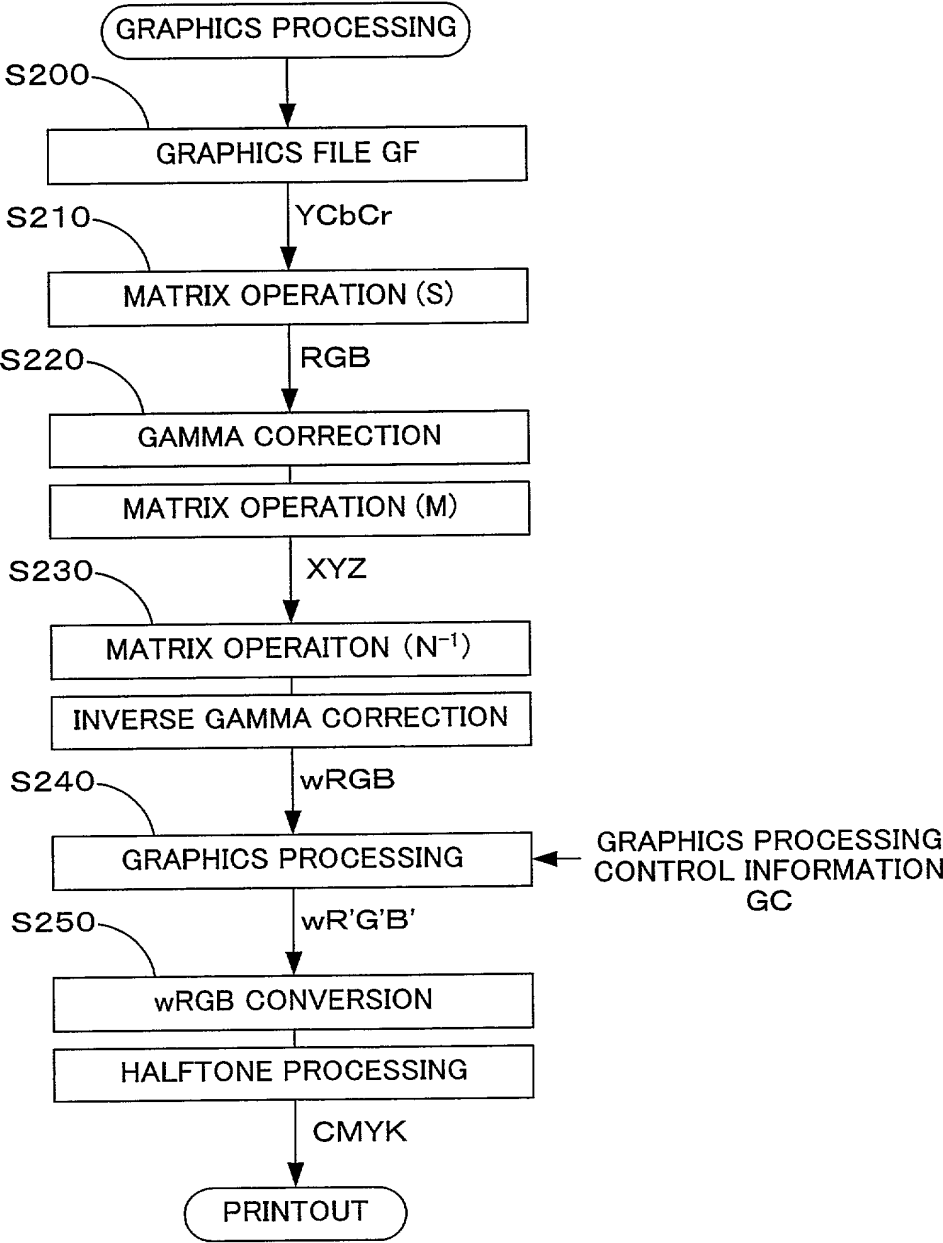 GRAPHICS PROCESSING
S200
GRAPHICS FILE GF
YCbCr
S210
MATRIX OPERATION (S)
RGB
S220
GAMMA CORRECTION
MATRIX OPERATION (M)
XYZ
S230
MATRIX OPERAITON (N⁻¹)
INVERSE GAMMA CORRECTION
wRGB
S240
GRAPHICS PROCESSING
GRAPHICS PROCESSING
CONTROL INFORMATION
GC
wR'G'B'
S250
wRGB CONVERSION
HALFTONE PROCESSING
CMYK
PRINTOUT